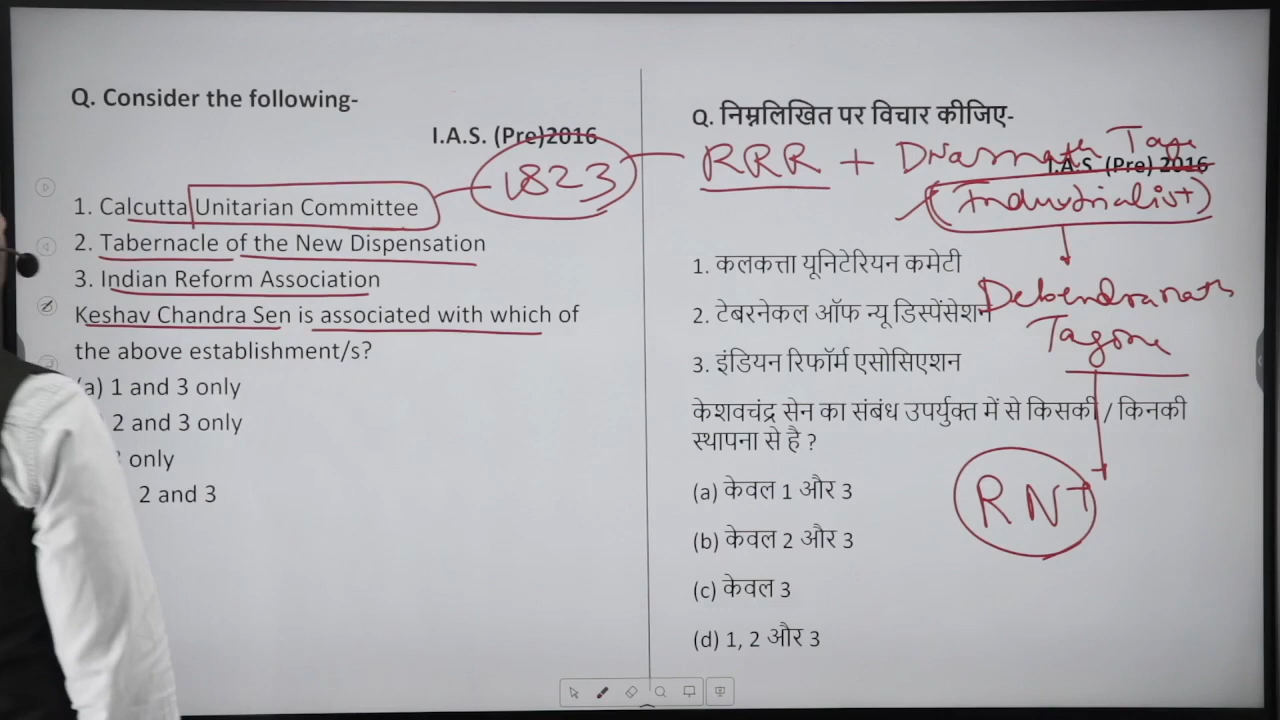 Q. Consider the following-
I.A.S. (Pre)2016
1823
1. Calcutta Unitarian Committee
2. Tabernacle of the New Dispensation
3. Indian Reform Association
Keshav Chandra Sen is associated with which of
the above establishment/s?
a) 1 and 3 only
2 and 3 only
only
2 and 3
Q. निम्नलिखित पर विचार कीजिए-
RRR +
I.A.S. (Pre) 2016
(Industrialist)
1. कलकत्ता यूनिटेरियन कमेटी
Debendranath
2. टेबरनेकल ऑफ न्यू डिस्पेंसेशन
Tagore
3. इंडियन रिफॉर्म एसोसिएशन
केशवचंद्र सेन का संबंध उपर्युक्त में से किसकी / किनकी
स्थापना से है ?
(a) केवल 1 और 3
RNT
(b) केवल 2 और 3
(c) केवल 3
(d) 1, 2 और 3